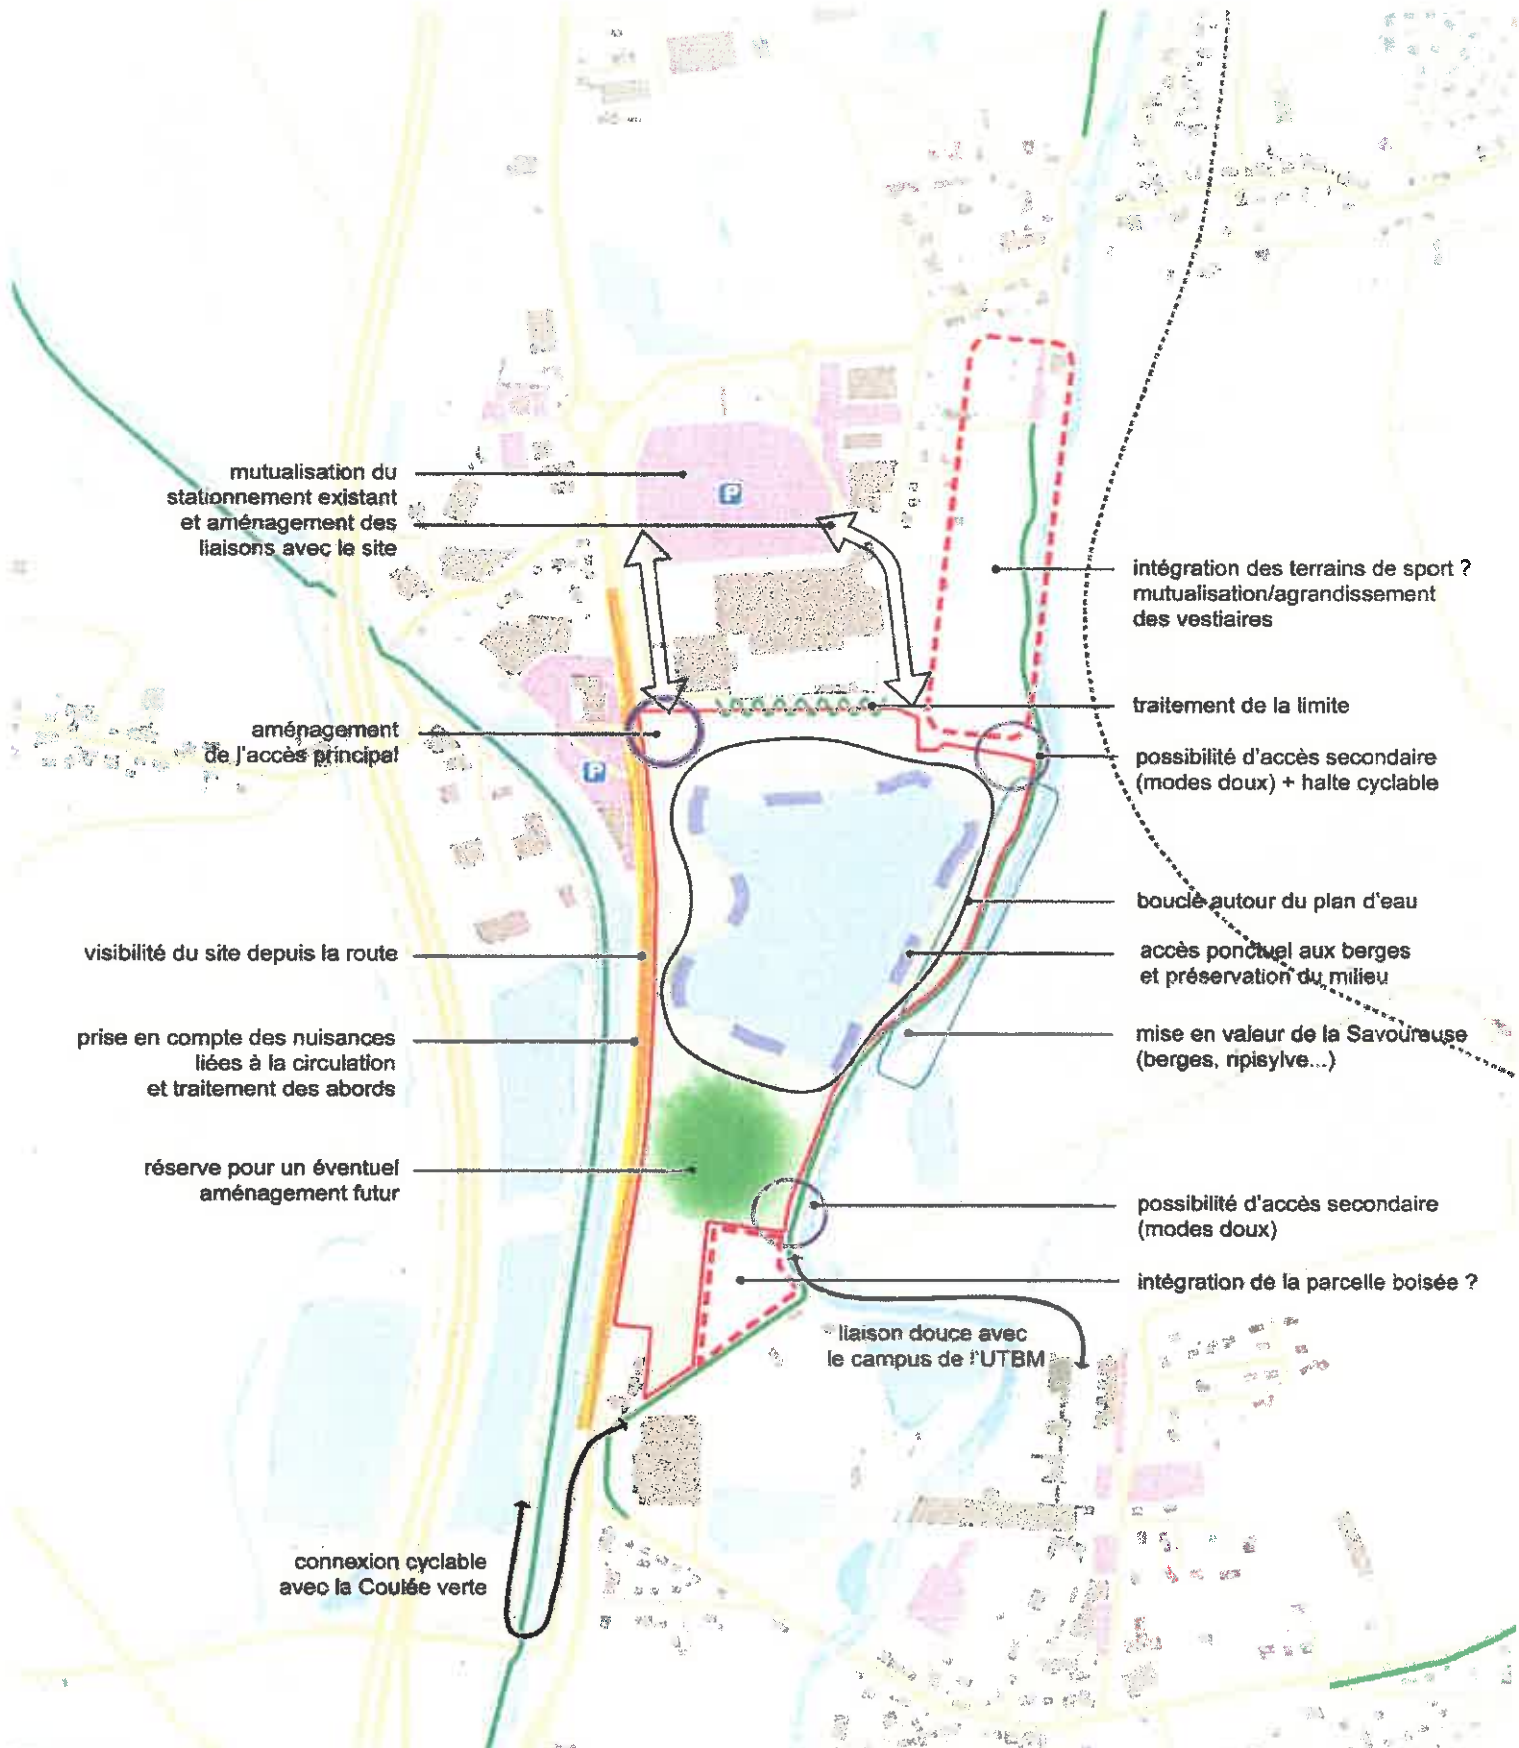 mutualisation du
stationnement existant
et aménagement des
liaisons avec le site
P
intégration des terrains de sport ?
mutualisation/agrandissement
des vestiaires
traitement de la limite
aménagement
de l'accès principal
P
possibilité d'accès secondaire
(modes doux) + halte cyclable
boucle autour du plan d'eau
visibilité du site depuis la route
accès ponctuel aux berges
et préservation du milieu
prise en compte des nuisances
liées à la circulation
et traitement des abords
mise en valeur de la Savoureuse
(berges, ripisylve...)
réserve pour un éventuel
aménagement futur
possibilité d'accès secondaire
(modes doux)
intégration de la parcelle boisée ?
liaison douce avec
le campus de l'UTBM
connexion cyclable
avec la Coulée verte